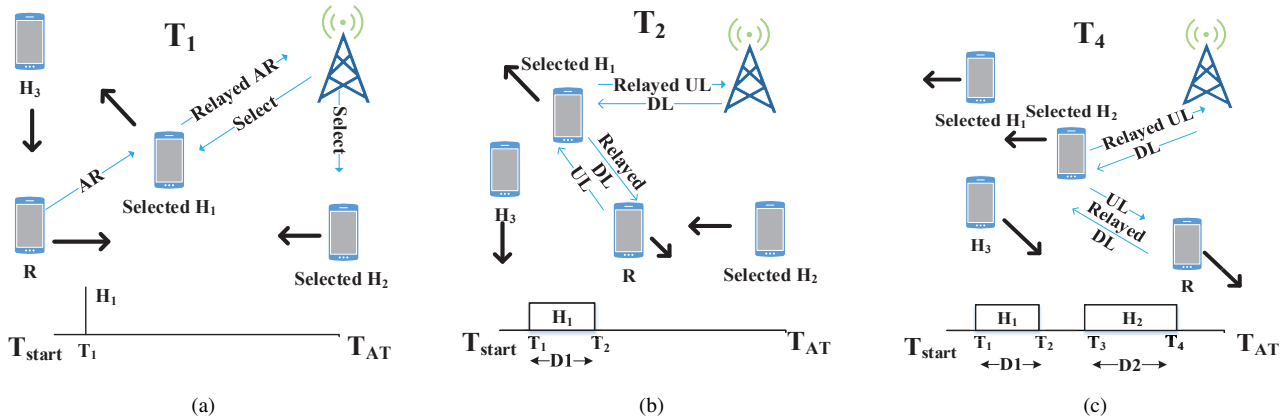 T1
H3
Relayed AR
Select
Select
AR
Selected H1
R
Selected H2
H1
Tstart
T1
TAT
(a)
T2
Selected H1
Relayed UL
DL
Relayed
DL
UL
H3
R
Selected H2
H1
Tstart
T1
T2
TAT
D1
(b)
T4
Selected H1
Selected H2
Relayed UL
DL
UL
Relayed
DL
H3
R
H1
H2
Tstart
T1
T2
T3
T4
TAT
D1
D2
(c)